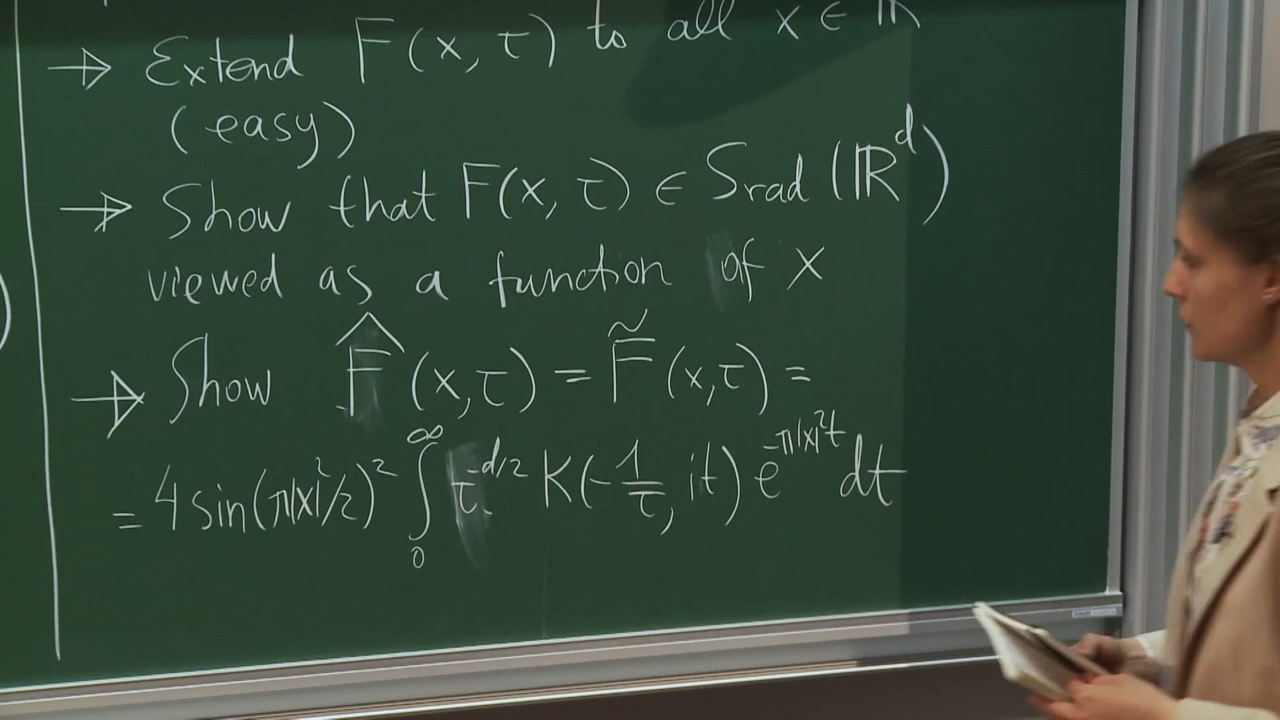 → Extend F(x, τ) to all x ∈ ℝ
(easy)
→ Show that F(x, τ) ∈ Srad (ℝ^d)
viewed as a function of x
→ Show F̂ (x,τ) = F̃ (x,τ) =
= 4 sin(π|x|²/2)² ∫₀^∞ τ^{-d/2} K(-1/τ, it) e^{-π|x|²t} dt